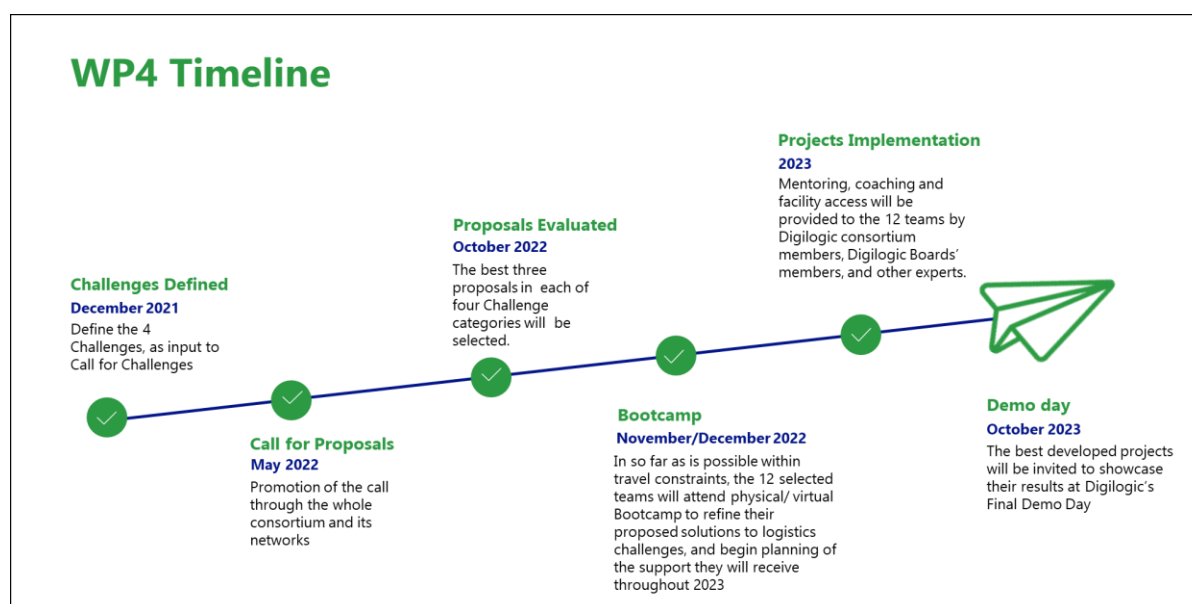 WP4 Timeline
Challenges Defined
December 2021
Define the 4
Challenges, as input to
Call for Challenges
Call for Proposals
May 2022
Promotion of the call
through the whole
consortium and its
networks
Proposals Evaluated
October 2022
The best three
proposals in each of
four Challenge
categories will be
selected.
Bootcamp
November/December 2022
In so far as is possible within
travel constraints, the 12 selected
teams will attend physical/ virtual
Bootcamp to refine their
proposed solutions to logistics
challenges, and begin planning of
the support they will receive
throughout 2023
Projects Implementation
2023
Mentoring, coaching and
facility access will be
provided to the 12 teams by
Digilogic consortium
members, Digilogic Boards’
members, and other experts.
Demo day
October 2023
The best developed projects
will be invited to showcase
their results at Digilogic’s
Final Demo Day